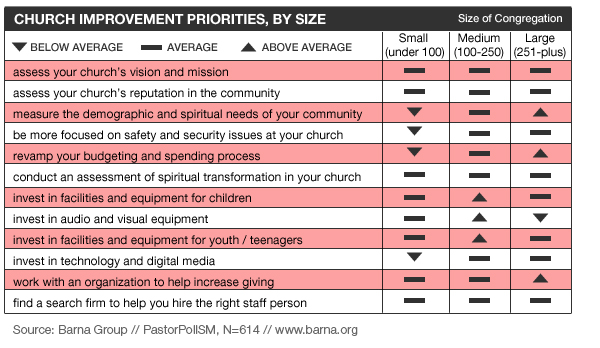 CHURCH IMPROVEMENT PRIORITIES, BY SIZE Size of Congregation
BELOW AVERAGE AVERAGE ABOVE AVERAGE Small (under 100) Medium (100-250) Large (251-plus)
assess your church's vision and mission
assess your church's reputation in the community
measure the demographic and spiritual needs of your community
be more focused on safety and security issues at your church
revamp your budgeting and spending process
conduct an assessment of spiritual transformation in your church
invest in facilities and equipment for children
invest in audio and visual equipment
invest in facilities and equipment for youth / teenagers
invest in technology and digital media
work with an organization to help increase giving
find a search firm to help you hire the right staff person
Source: Barna Group // PastorPollSM, N=614 // www.barna.org